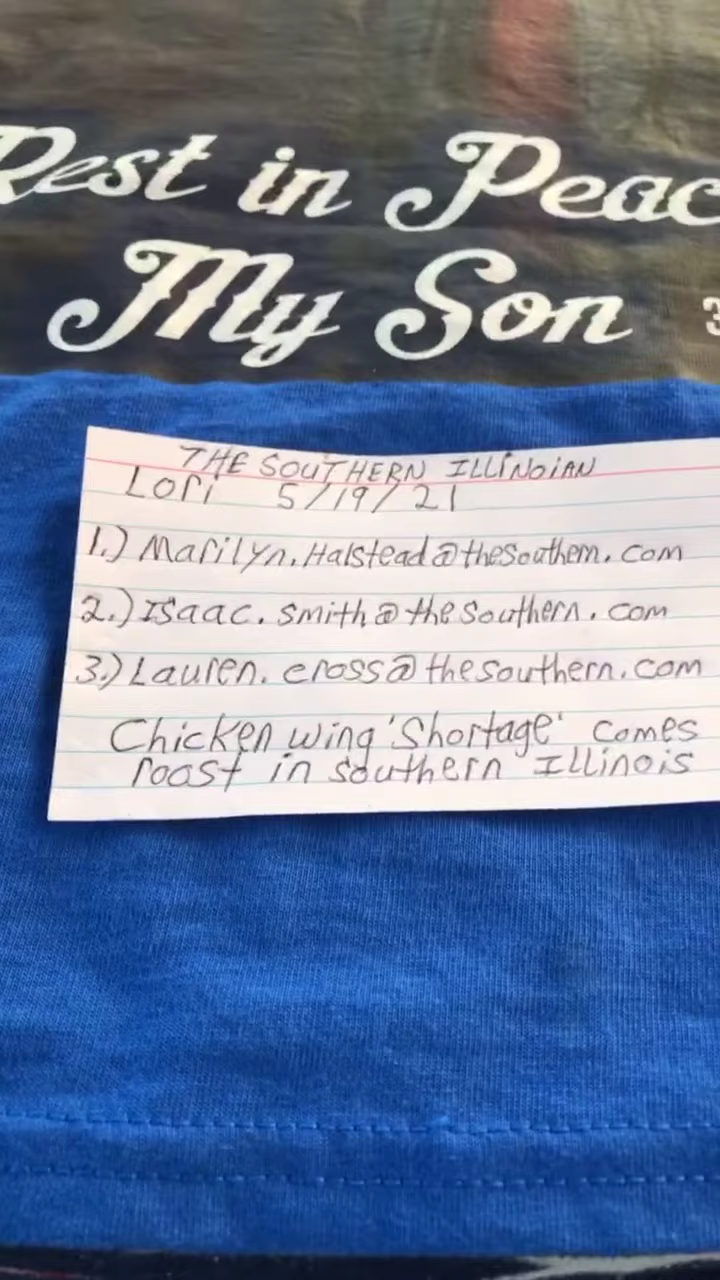 Rest in Peac
My Son 3
THE SOUTHERN ILLINOIAN
Lori 5/19/21
1.) Marilyn.Halstead@thesouthern.com
2.) Isaac.smith@thesouthern.com
3.) Lauren.cross@thesouthern.com
Chicken wing 'Shortage' comes
roost in southern Illinois